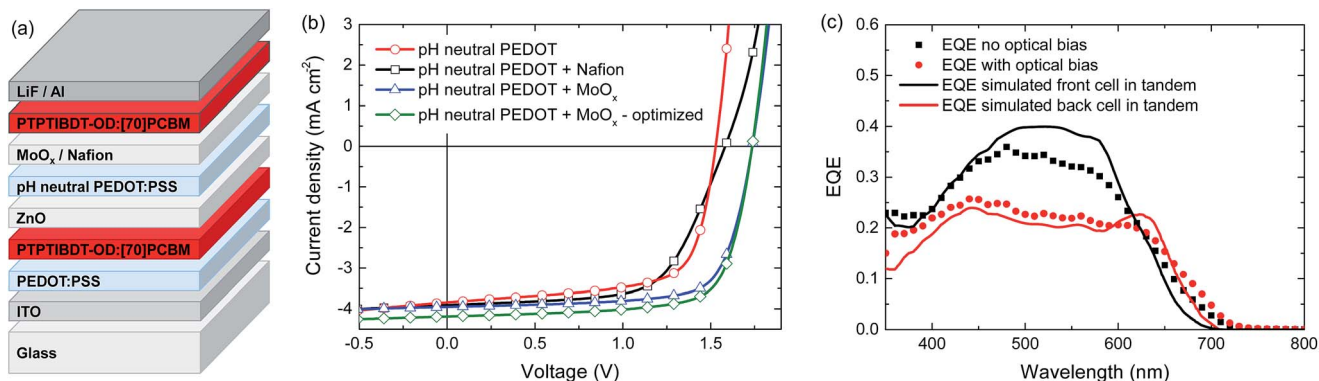 (a)
LiF / Al
PTPTIBDT-OD:[70]PCBM
MoOₓ / Nafion
pH neutral PEDOT:PSS
ZnO
PTPTIBDT-OD:[70]PCBM
PEDOT:PSS
ITO
Glass
(b)
Current density (mA cm⁻²)
3
2
1
0
-1
-2
-3
-4
pH neutral PEDOT
pH neutral PEDOT + Nafion
pH neutral PEDOT + MoOₓ
pH neutral PEDOT + MoOₓ - optimized
-0.5 0.0 0.5 1.0 1.5
Voltage (V)
(c)
EQE
0.6
0.5
0.4
0.3
0.2
0.1
0.0
EQE no optical bias
EQE with optical bias
EQE simulated front cell in tandem
EQE simulated back cell in tandem
400 500 600 700 800
Wavelength (nm)